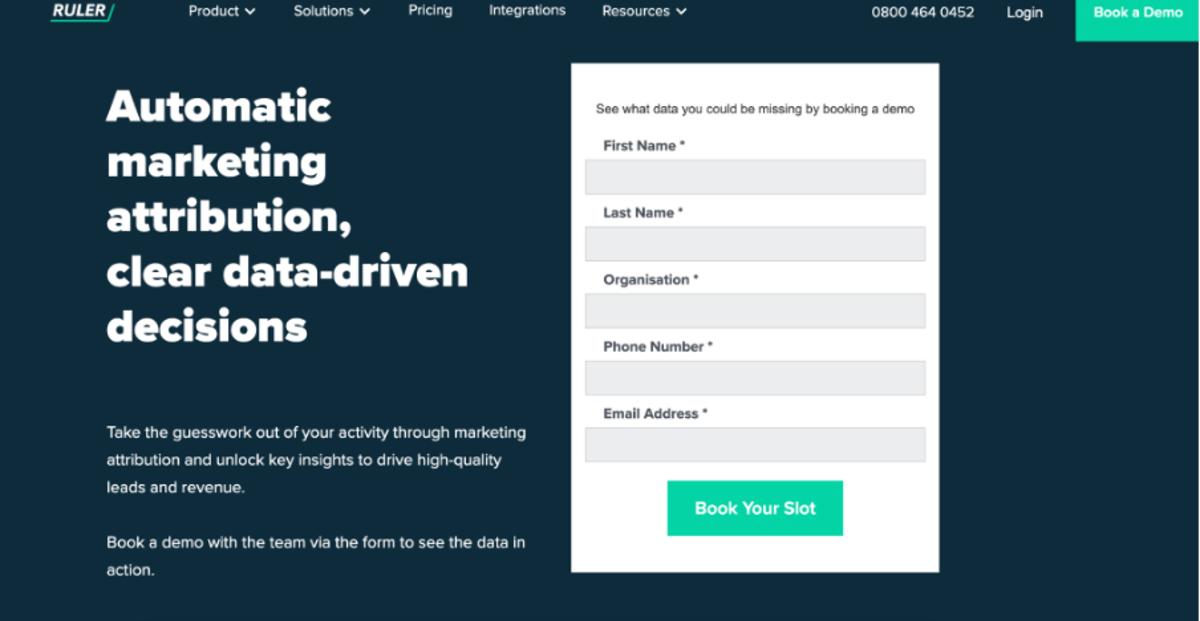 RULER
Product
Solutions
Pricing
Integrations
Resources
0800 464 0452
Login
Book a Demo
Automatic
marketing
attribution,
clear data-driven
decisions
Take the guesswork out of your activity through marketing
attribution and unlock key insights to drive high-quality
leads and revenue.
Book a demo with the team via the form to see the data in
action.
See what data you could be missing by booking a demo
First Name *
Last Name *
Organisation *
Phone Number *
Email Address *
Book Your Slot